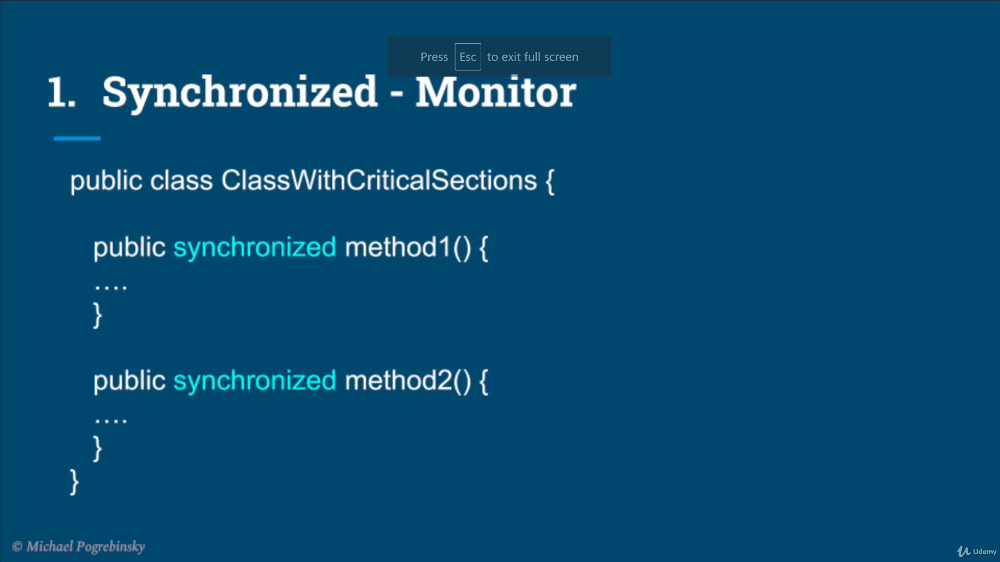 Press Esc to exit full screen
1. Synchronized - Monitor
public class ClassWithCriticalSections {
public synchronized method1() {
....
}
public synchronized method2() {
....
}
}
© Michael Pogrebinsky
Udemy